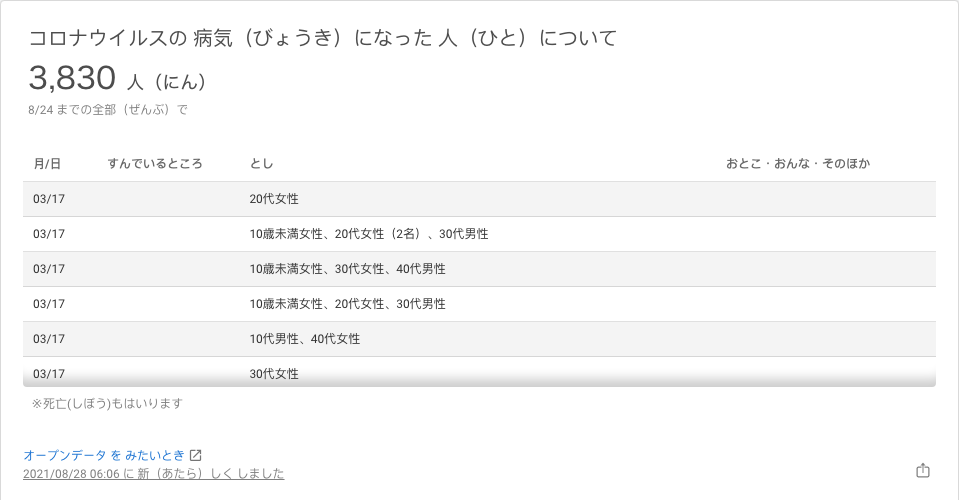 コロナウイルスの 病気（びょうき）になった 人（ひと）について
3,830 人（にん）
8/24 までの全部（ぜんぶ）で
月/日 すんでいるところ とし おとこ・おんな・そのほか
03/17 20代女性
03/17 10歳未満女性、20代女性（2名）、30代男性
03/17 10歳未満女性、30代女性、40代男性
03/17 10歳未満女性、20代女性、30代男性
03/17 10代男性、40代女性
03/17 30代女性
※死亡(しぼう)もはいります
オープンデータ を みたいとき
2021/08/28 06:06 に 新（あたら）しく しました